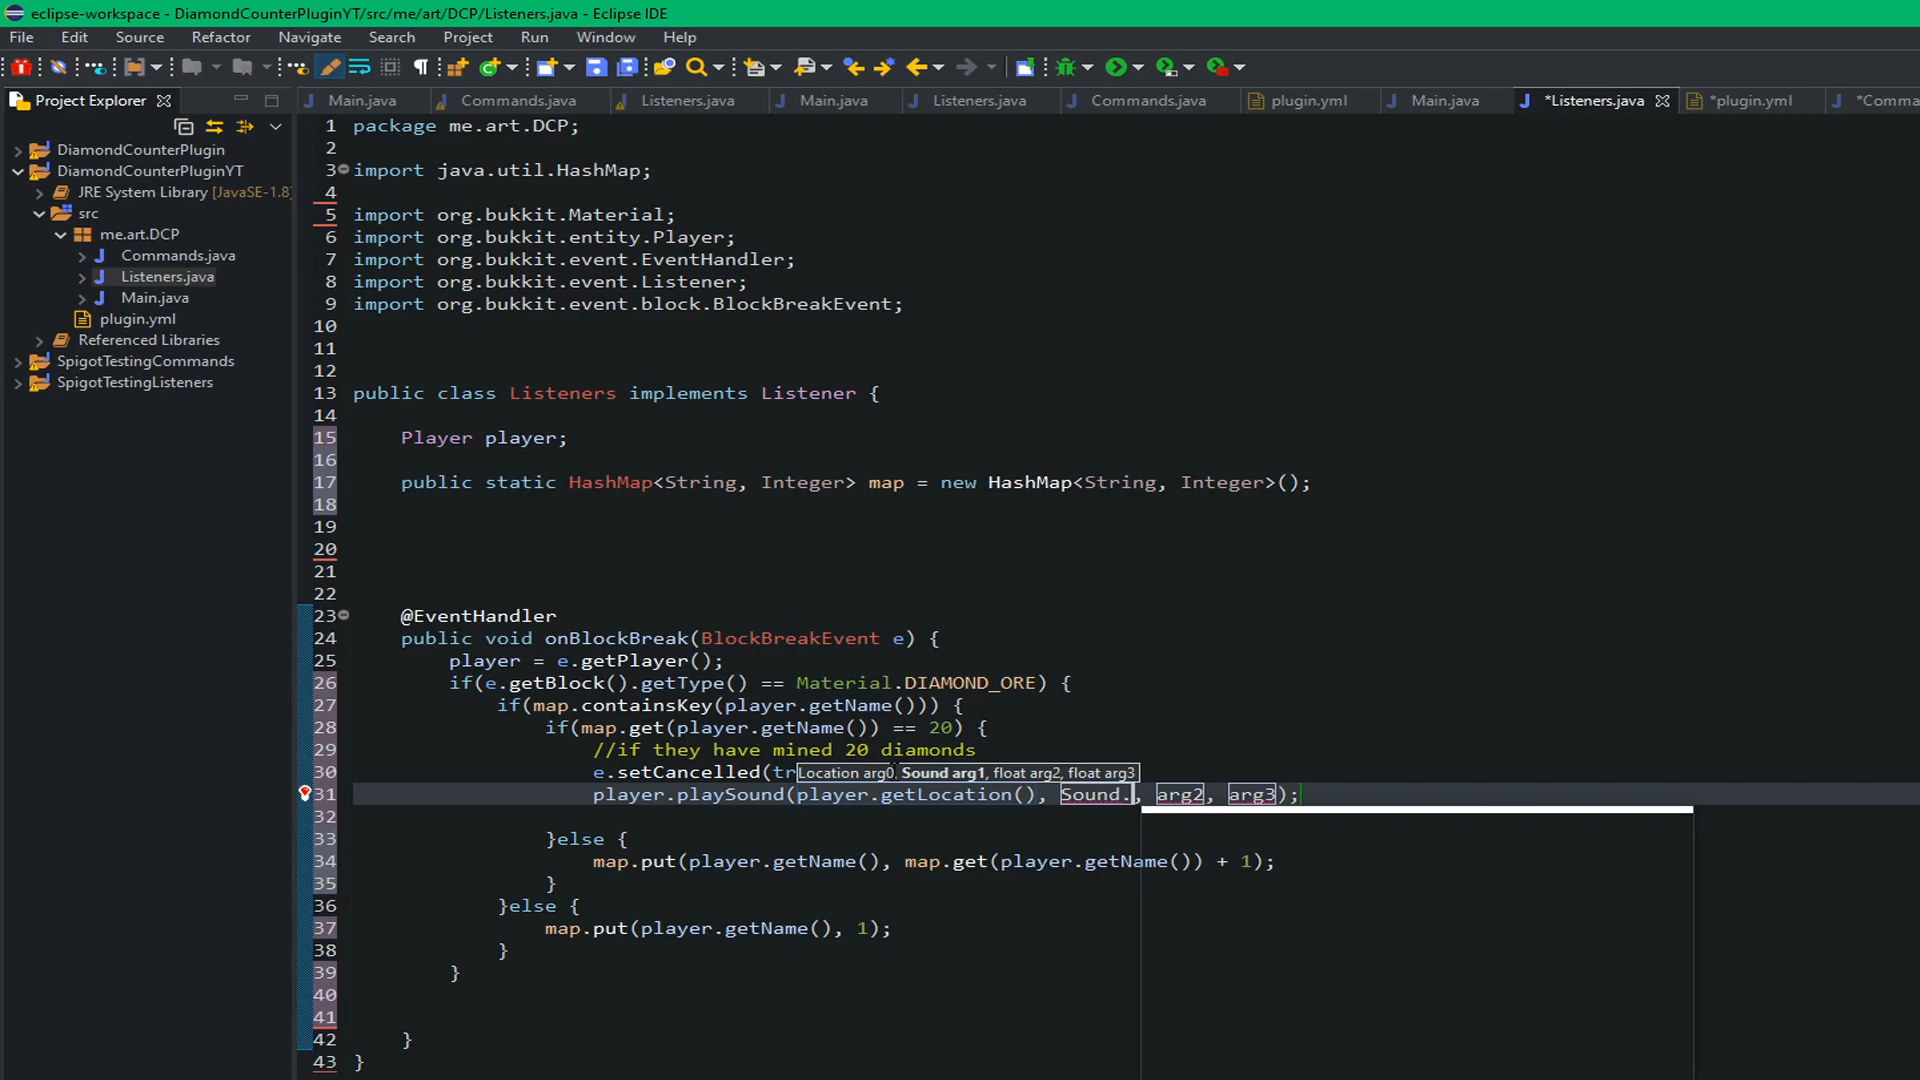 eclipse-workspace - DiamondCounterPluginYT/src/me/art/DCP/Listeners.java - Eclipse IDE
File Edit Source Refactor Navigate Search Project Run Window Help
Project Explorer
Main.java Commands.java Listeners.java Main.java Listeners.java Commands.java plugin.yml Main.java *Listeners.java *plugin.yml *Comma
DiamondCounterPlugin
DiamondCounterPluginYT
JRE System Library [JavaSE-1.8]
src
me.art.DCP
Commands.java
Listeners.java
Main.java
plugin.yml
Referenced Libraries
SpigotTestingCommands
SpigotTestingListeners
1 package me.art.DCP;
2
3 import java.util.HashMap;
4
5 import org.bukkit.Material;
6 import org.bukkit.entity.Player;
7 import org.bukkit.event.EventHandler;
8 import org.bukkit.event.Listener;
9 import org.bukkit.event.block.BlockBreakEvent;
10
11
12
13 public class Listeners implements Listener {
14
15 Player player;
16
17 public static HashMap<String, Integer> map = new HashMap<String, Integer>();
18
19
20
21
22
23 @EventHandler
24 public void onBlockBreak(BlockBreakEvent e) {
25 player = e.getPlayer();
26 if(e.getBlock().getType() == Material.DIAMOND_ORE) {
27 if(map.containsKey(player.getName())) {
28 if(map.get(player.getName()) == 20) {
29 //if they have mined 20 diamonds
30 e.setCancelled(tr
Location arg0, Sound arg1, float arg2, float arg3
31 player.playSound(player.getLocation(), Sound., arg2, arg3);
32
33 }else {
34 map.put(player.getName(), map.get(player.getName()) + 1);
35 }
36 }else {
37 map.put(player.getName(), 1);
38 }
39 }
40
41
42 }
43 }